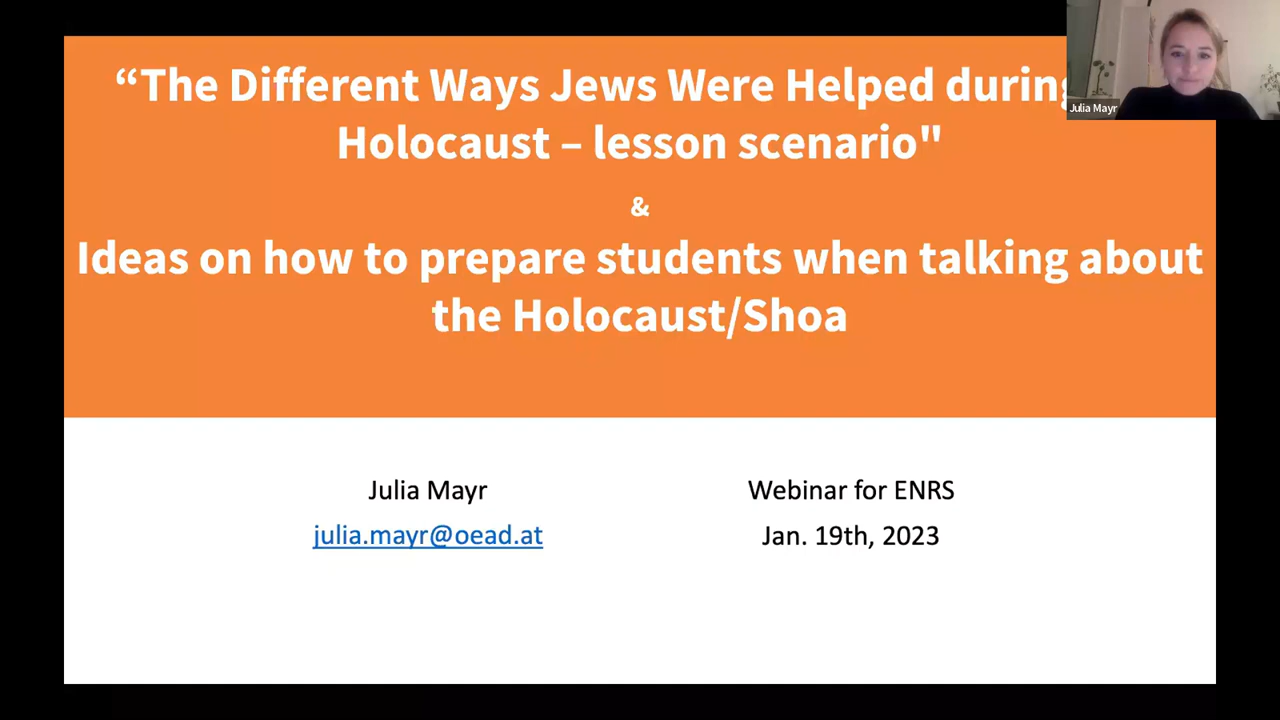 “The Different Ways Jews Were Helped during
Holocaust – lesson scenario"
&
Ideas on how to prepare students when talking about
the Holocaust/Shoa
Julia Mayr
julia.mayr@oead.at
Webinar for ENRS
Jan. 19th, 2023
Julia Mayr